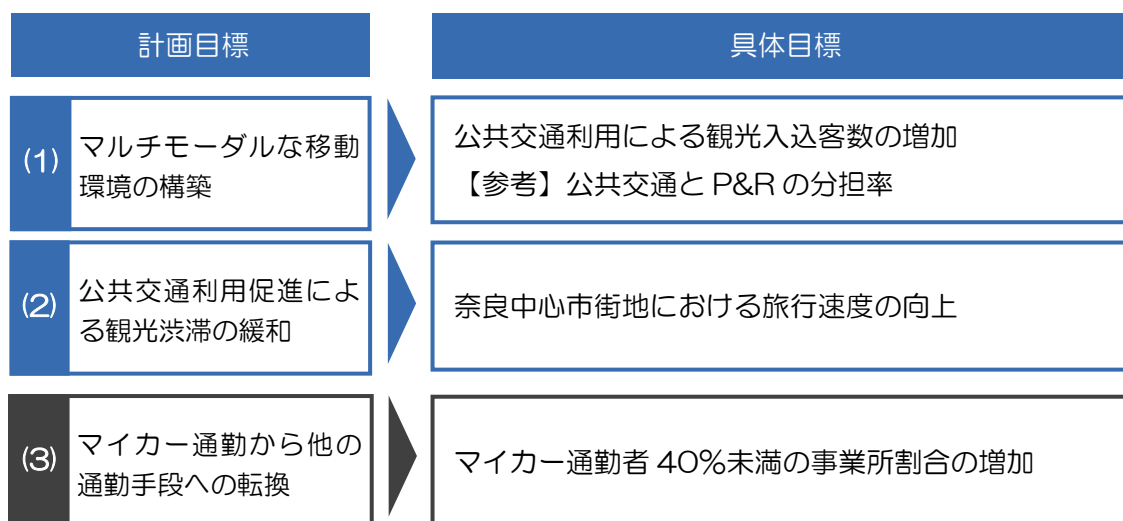 計画目標
具体目標
(1)
マルチモーダルな移動
環境の構築
公共交通利用による観光入込客数の増加
【参考】公共交通と P&R の分担率
(2)
公共交通利用促進によ
る観光渋滞の緩和
奈良中心市街地における旅行速度の向上
(3)
マイカー通勤から他の
通勤手段への転換
マイカー通勤者 40%未満の事業所割合の増加